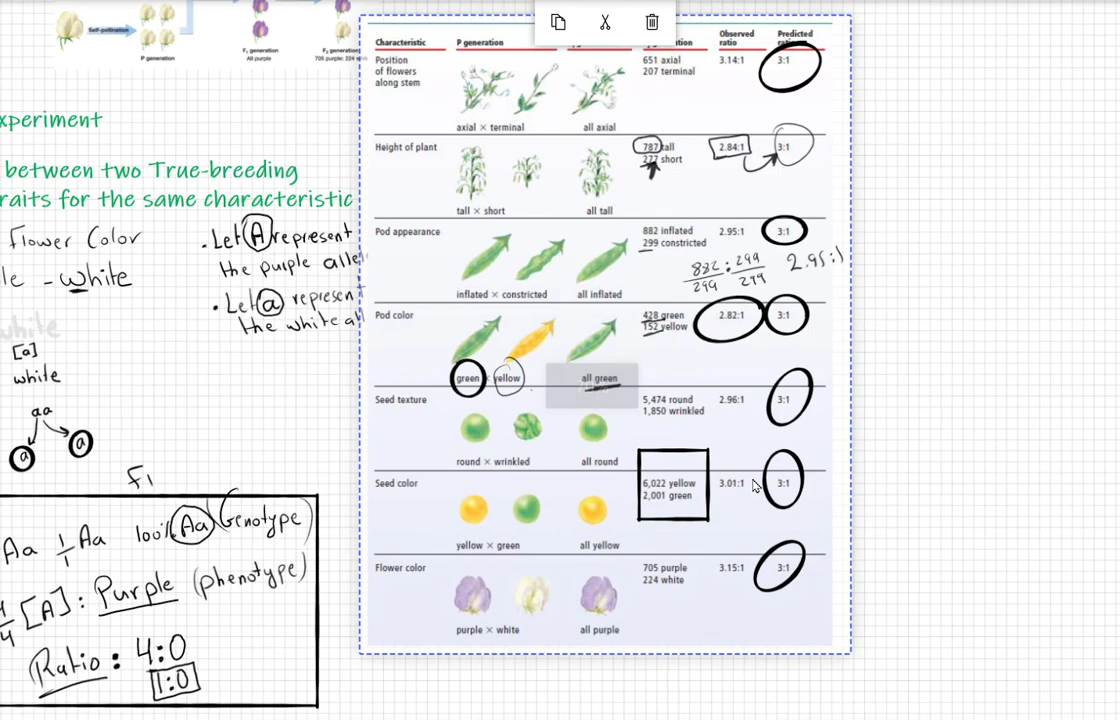 Self-pollination
P generation
F₁ generation
All purple
F₂ generation
705 purple: 224
xperiment
between two True-breeding
raits for the same characteristic
Flower Color
le - white
white
[a]
white
aa
a a
. Let A represent
the purple allel
. Let a represent
the white al
F₁
Aa 1/1 Aa 100% Aa (Genotype)
/4 [A]: Purple (phenotype)
Ratio : 4:0
1:0
Characteristic P generation Observed ratio Predicted
Position of flowers along stem
axial × terminal all axial
651 axial
207 terminal
3.14:1 3:1
Height of plant
tall × short all tall
787 tall
277 short
2.84:1 3:1
Pod appearance
inflated × constricted all inflated
882 inflated
299 constricted
2.95:1 3:1
882/299 : 299/299 2.95:1
Pod color
green yellow all green
428 green
152 yellow
2.82:1 3:1
Seed texture
round × wrinkled all round
5,474 round
1,850 wrinkled
2.96:1 3:1
Seed color
yellow × green all yellow
6,022 yellow
2,001 green
3.01:1 3:1
Flower color
purple × white all purple
705 purple
224 white
3.15:1 3:1